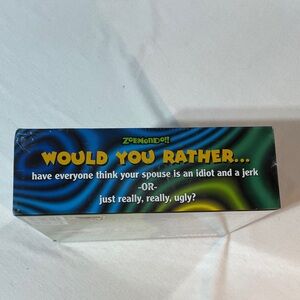 ZOBMONDO!!
WOULD YOU RATHER...
have everyone think your spouse is an idiot and a jerk
-OR-
just really, really, ugly?